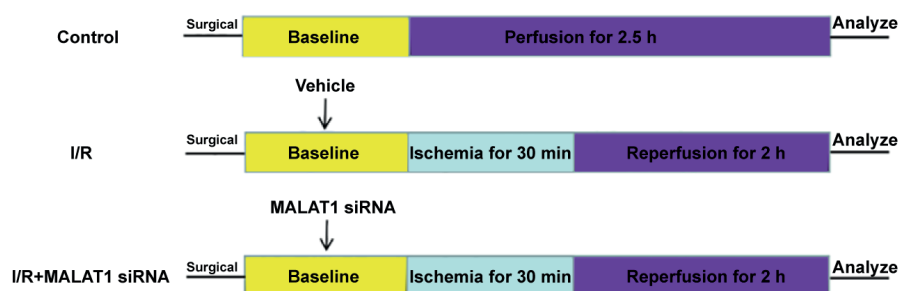 Control Surgical Baseline Perfusion for 2.5 h Analyze
Vehicle
I/R Surgical Baseline Ischemia for 30 min Reperfusion for 2 h Analyze
MALAT1 siRNA
I/R+MALAT1 siRNA Surgical Baseline Ischemia for 30 min Reperfusion for 2 h Analyze